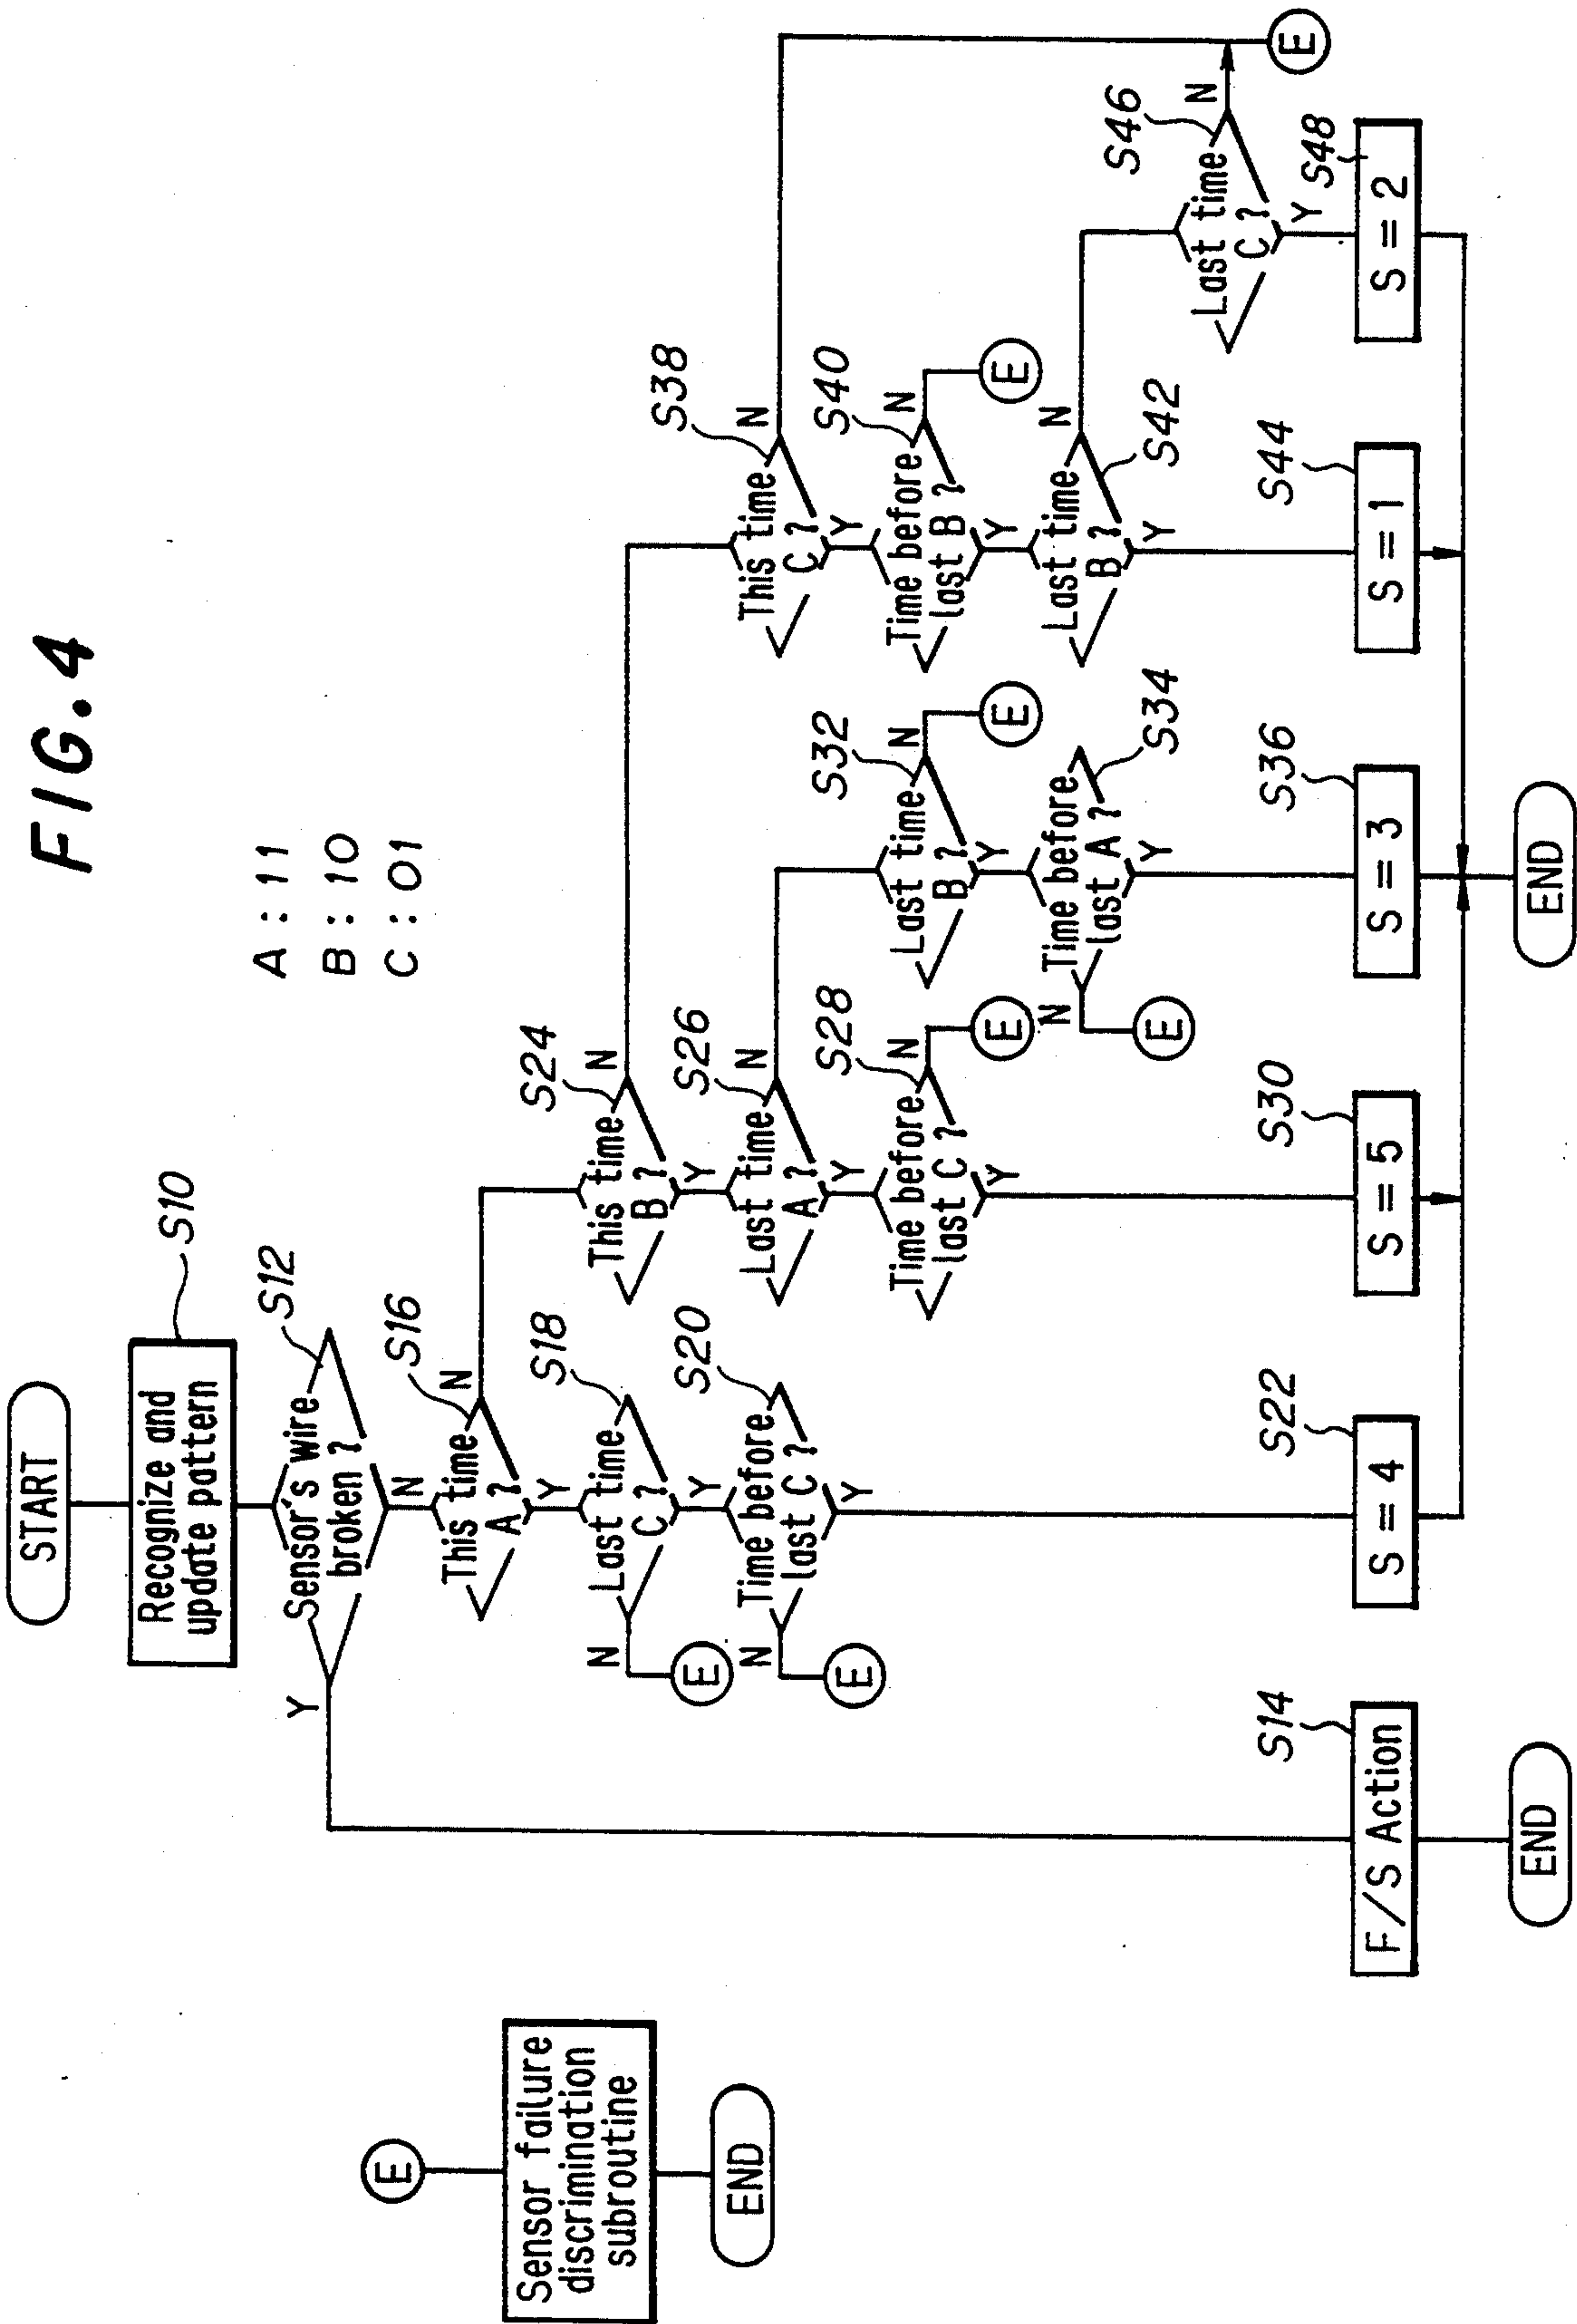 FIG.4
A : 11
B : 10
C : 01
START
Recognize and
update pattern
S10
Sensor's wire
broken ?
S12
Y
N
This time
A ?
S16
N
Y
Last time
C ?
S18
N
E
Y
Time before
last C ?
S20
N
E
Y
S = 4
S22
This time
B ?
S24
N
Y
Last time
A ?
S26
N
Y
Time before
last C ?
S28
N
E
Y
S = 5
S30
Last time
B ?
S32
N
E
Y
Time before
last A ?
S34
N
E
Y
S = 3
S36
This time
C ?
S38
N
Y
Time before
last B ?
S40
N
E
Y
Last time
B ?
S42
N
Y
S = 1
S44
Last time
C ?
S46
N
E
Y
S = 2
S48
END
F/S Action
S14
END
E
Sensor failure
discrimination
subroutine
END